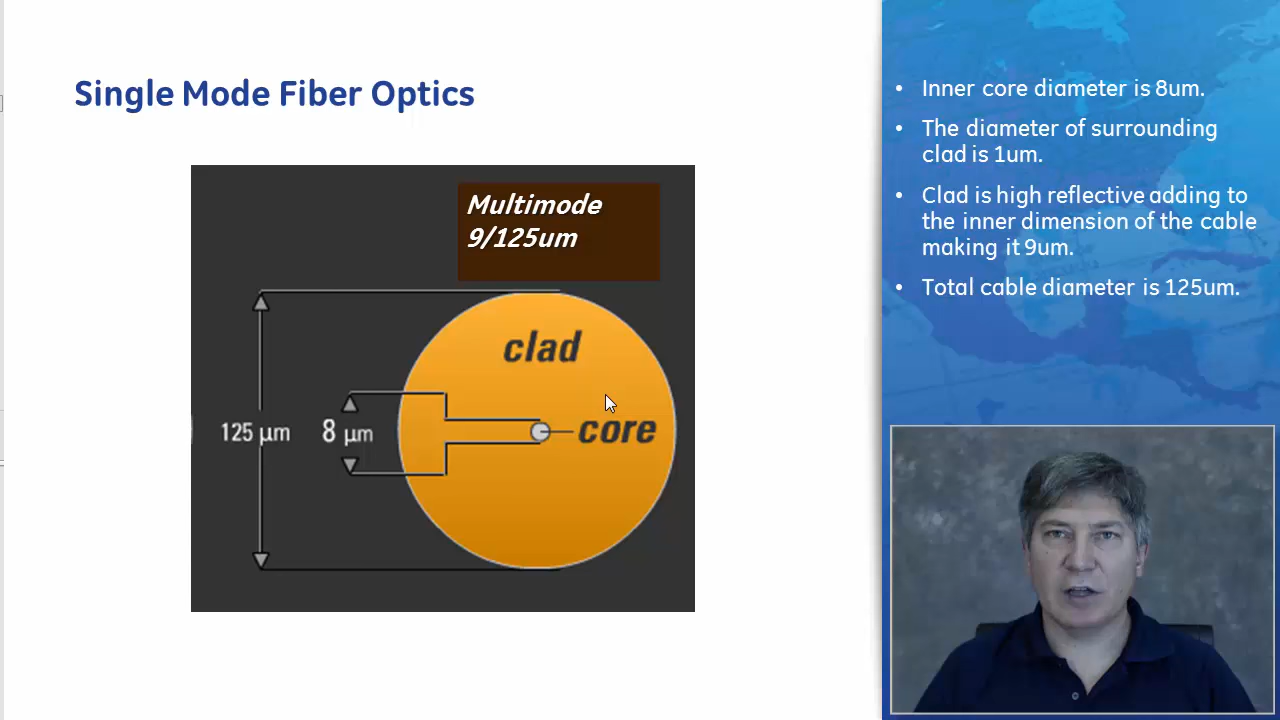 Single Mode Fiber Optics
Multimode
9/125um
clad
125 µm
8 µm
core
• Inner core diameter is 8um.
• The diameter of surrounding
clad is 1um.
• Clad is high reflective adding to
the inner dimension of the cable
making it 9um.
• Total cable diameter is 125um.